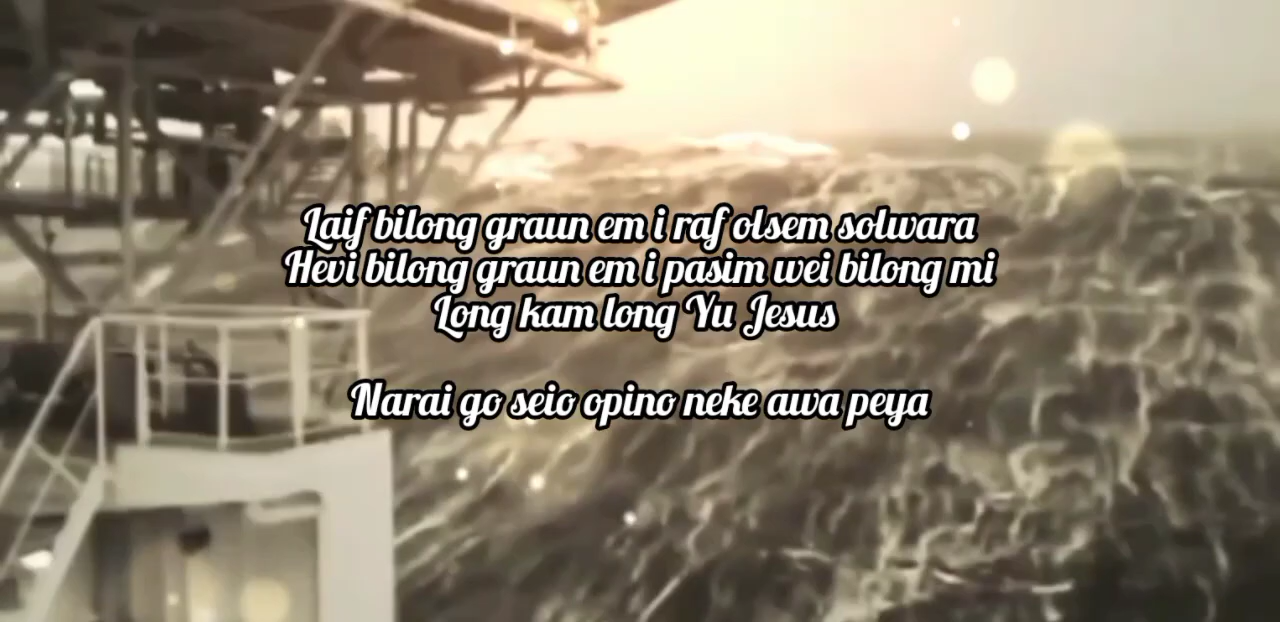 Laif bilong graun em i raf olsem solwara
Hevi bilong graun em i pasim wei bilong mi
Long kam long Yu Jesus
Narai go seio opino neke awa peya